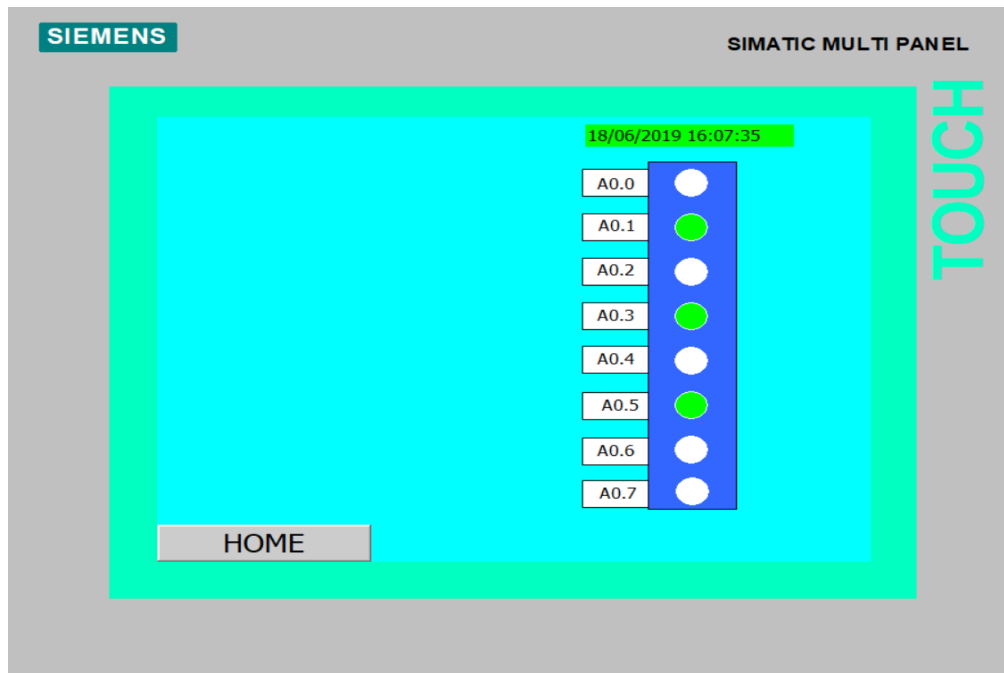 SIEMENS
SIMATIC MULTI PANEL
TOUCH
18/06/2019 16:07:35
A0.0
A0.1
A0.2
A0.3
A0.4
A0.5
A0.6
A0.7
HOME